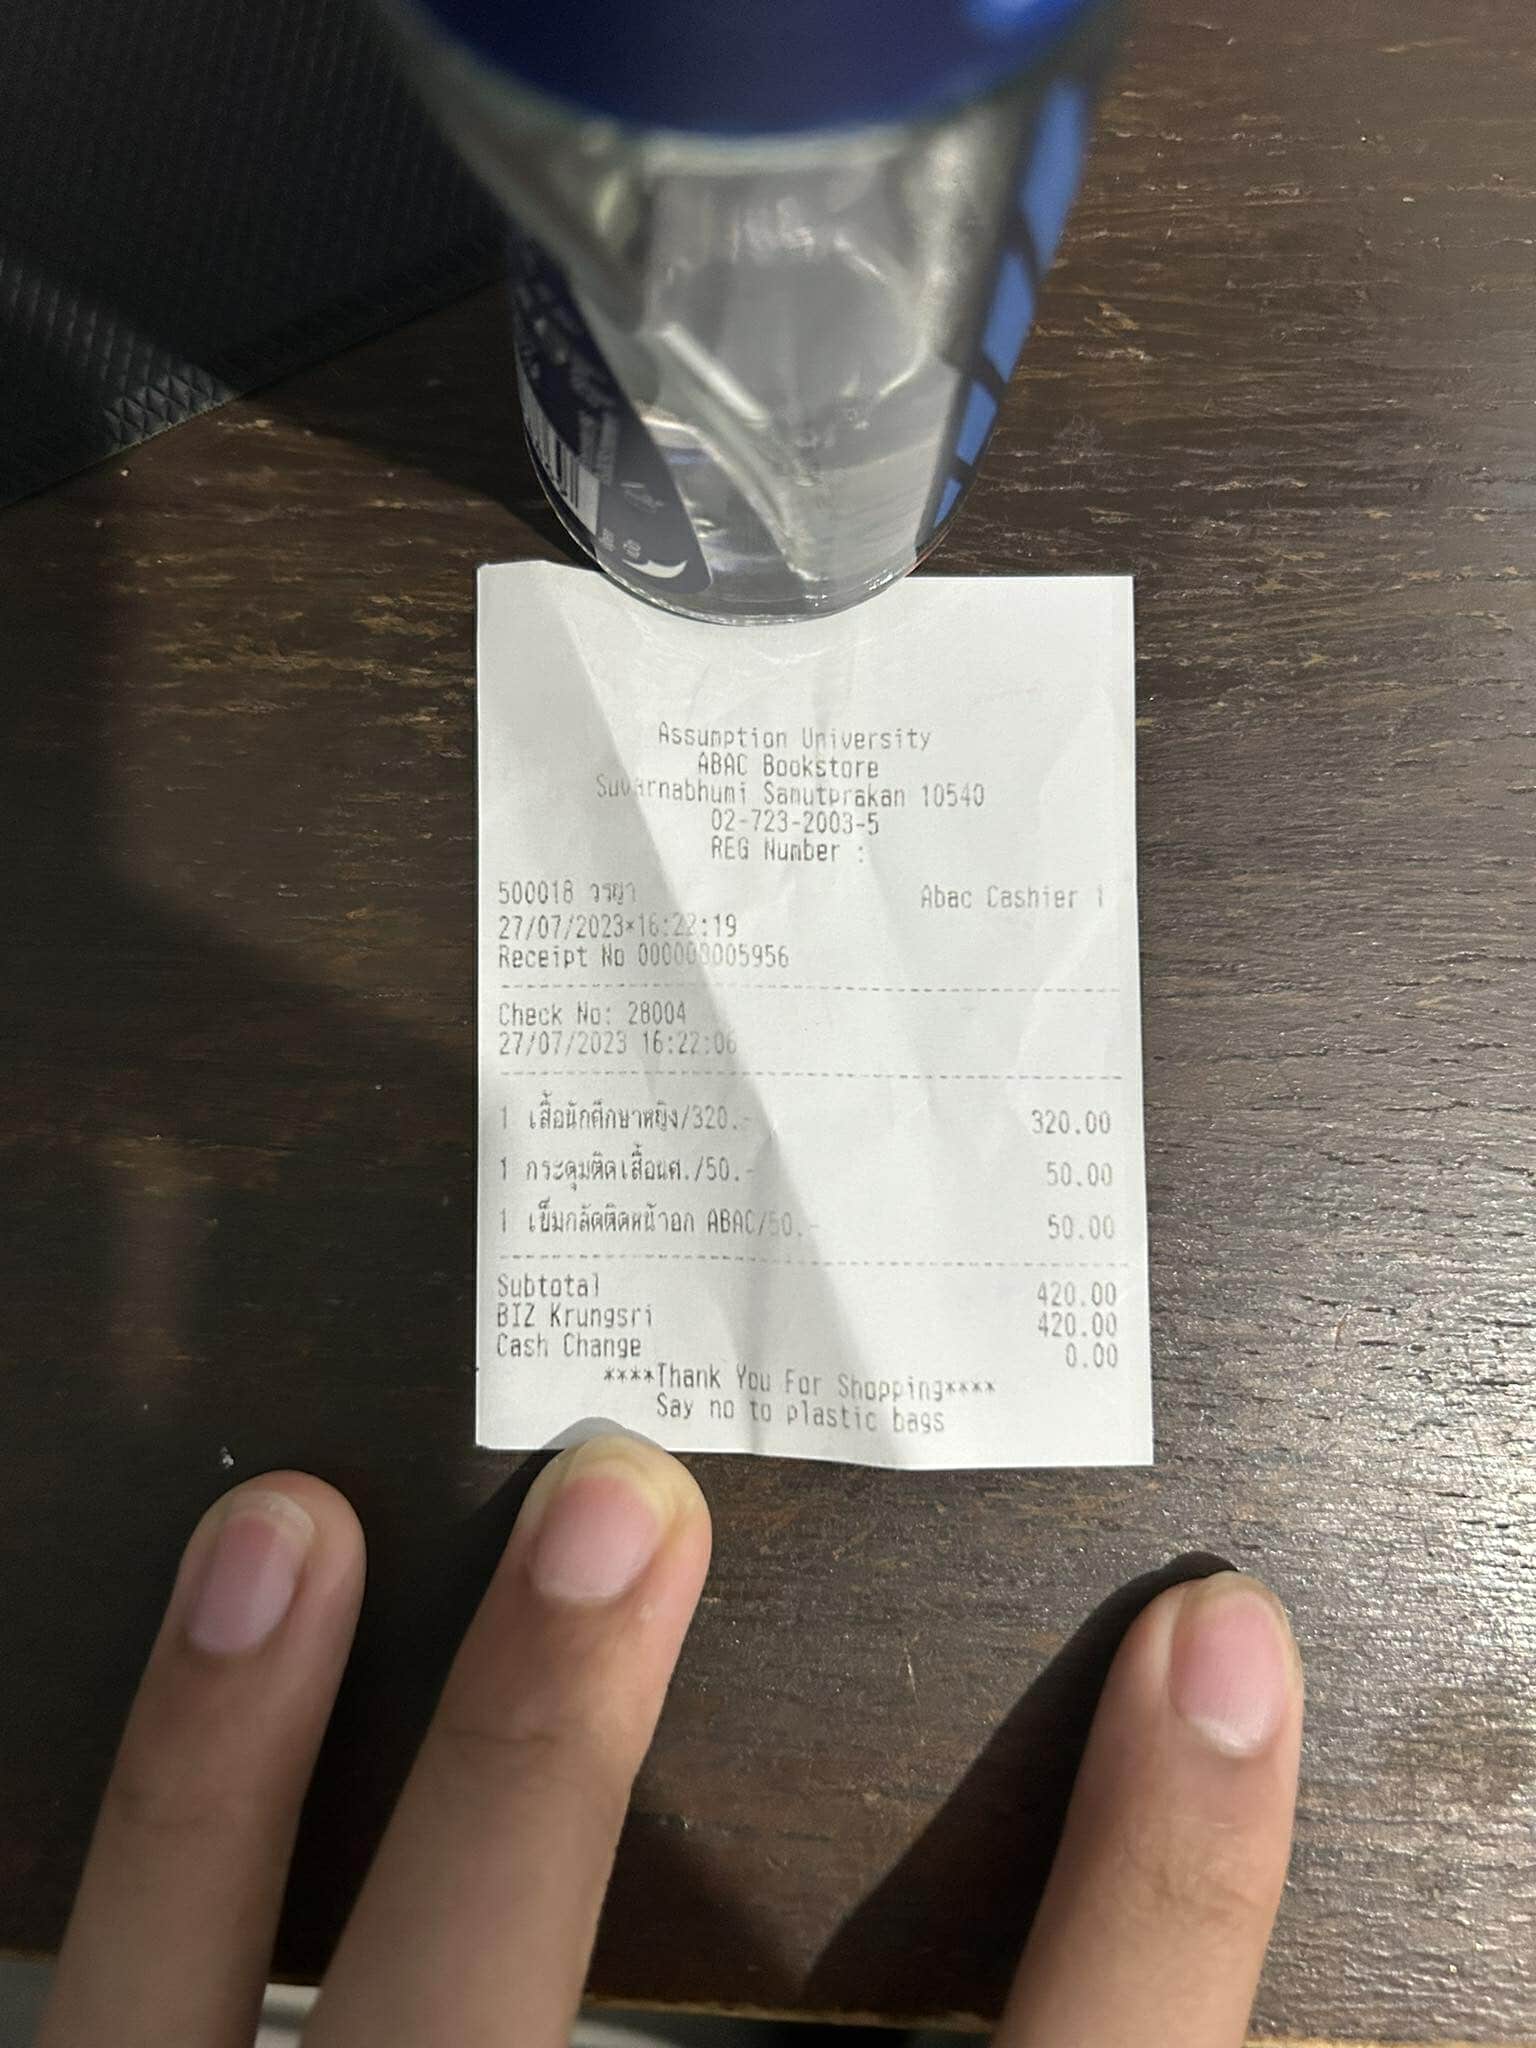 Assumption University
ABAC Bookstore
Suvarnabhumi Samutprakan 10540
02-723-2003-5
REG Number :
500018 วรญา Abac Cashier 1
27/07/2023*16:22:19
Receipt No 000000005956
Check No: 28004
27/07/2023 16:22:06
1 เสื้อนักศึกษาหญิง/320.- 320.00
1 กระดุมติดเสื้อนศ./50.- 50.00
1 เข็มกลัดติดหน้าอก ABAC/50.- 50.00
Subtotal 420.00
BIZ Krungsri 420.00
Cash Change 0.00
****Thank You For Shopping****
Say no to plastic bags